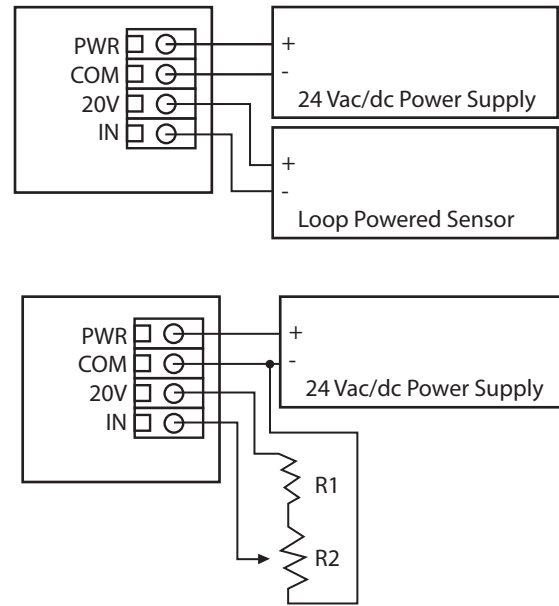 PWR
+
COM
-
20V
24 Vac/dc Power Supply
IN
+
-
Loop Powered Sensor
PWR
+
COM
-
20V
24 Vac/dc Power Supply
IN
R1
R2